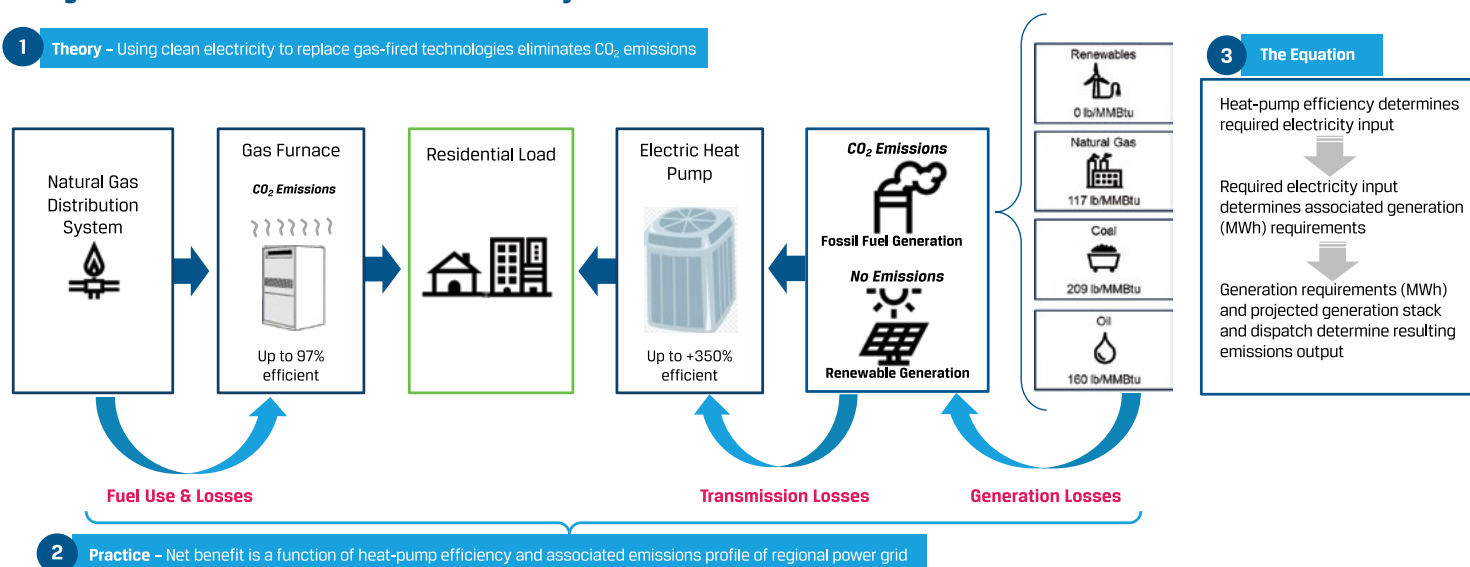 1
Theory – Using clean electricity to replace gas-fired technologies eliminates CO₂ emissions
Natural Gas
Distribution
System
Gas Furnace
CO₂ Emissions
Up to 97%
efficient
Residential Load
Electric Heat
Pump
Up to +350%
efficient
CO₂ Emissions
Fossil Fuel Generation
No Emissions
Renewable Generation
Renewables
0 lb/MMBtu
Natural Gas
117 lb/MMBtu
Coal
209 lb/MMBtu
Oil
160 lb/MMBtu
3
The Equation
Heat-pump efficiency determines
required electricity input
Required electricity input
determines associated generation
(MWh) requirements
Generation requirements (MWh)
and projected generation stack
and dispatch determine resulting
emissions output
Fuel Use & Losses
Transmission Losses
Generation Losses
2
Practice – Net benefit is a function of heat-pump efficiency and associated emissions profile of regional power grid